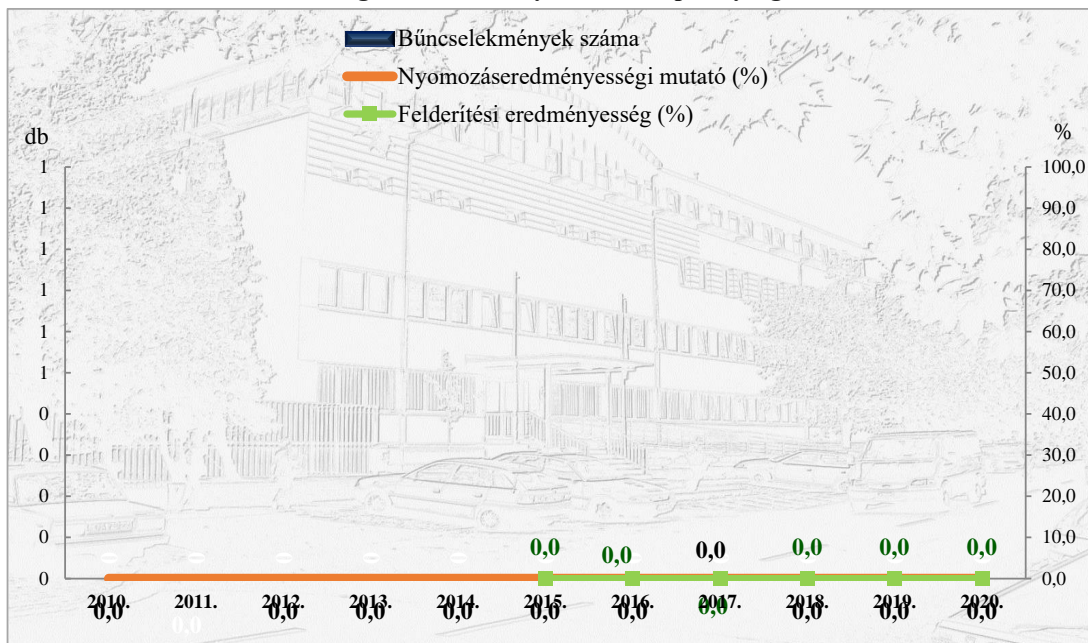 Bűncselekmények száma
Nyomozáseredményességi mutató (%)
Felderítési eredményesség (%)
db %
1 100,0
1 90,0
1 80,0
1 70,0
1 60,0
1 50,0
0 40,0
0 30,0
0 20,0
0 10,0
0 0,0
0 0 0 0 0 0,0 0,0 0,0 0,0 0,0 0,0
2010. 2011. 2012. 2013. 2014. 2015. 2016. 2017. 2018. 2019. 2020.
0,0 0,0 0,0 0,0 0,0 0,0 0,0 0,0 0,0 0,0 0,0